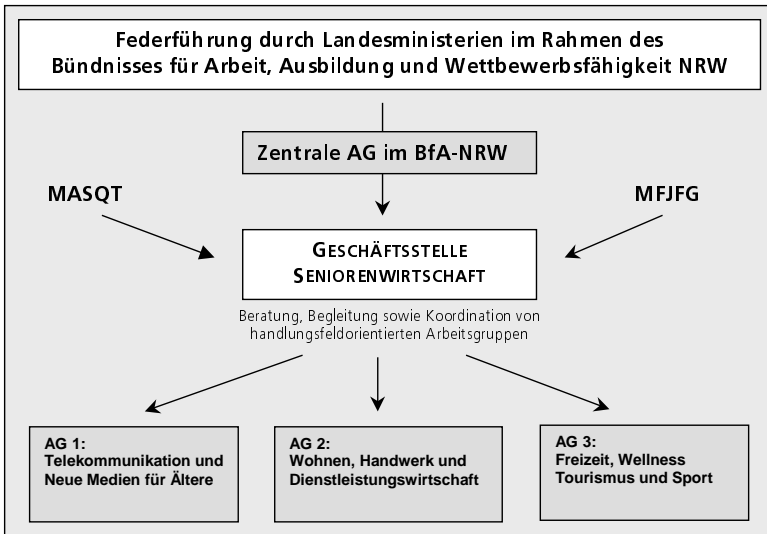 Federführung durch Landesministerien im Rahmen des
Bündnisses für Arbeit, Ausbildung und Wettbewerbsfähigkeit NRW
Zentrale AG im BfA-NRW
MASQT
MFJFG
GESCHÄFTSSTELLE
SENIORENWIRTSCHAFT
Beratung, Begleitung sowie Koordination von
handlungsfeldorientierten Arbeitsgruppen
AG 1:
Telekommunikation und
Neue Medien für Ältere
AG 2:
Wohnen, Handwerk und
Dienstleistungswirtschaft
AG 3:
Freizeit, Wellness
Tourismus und Sport